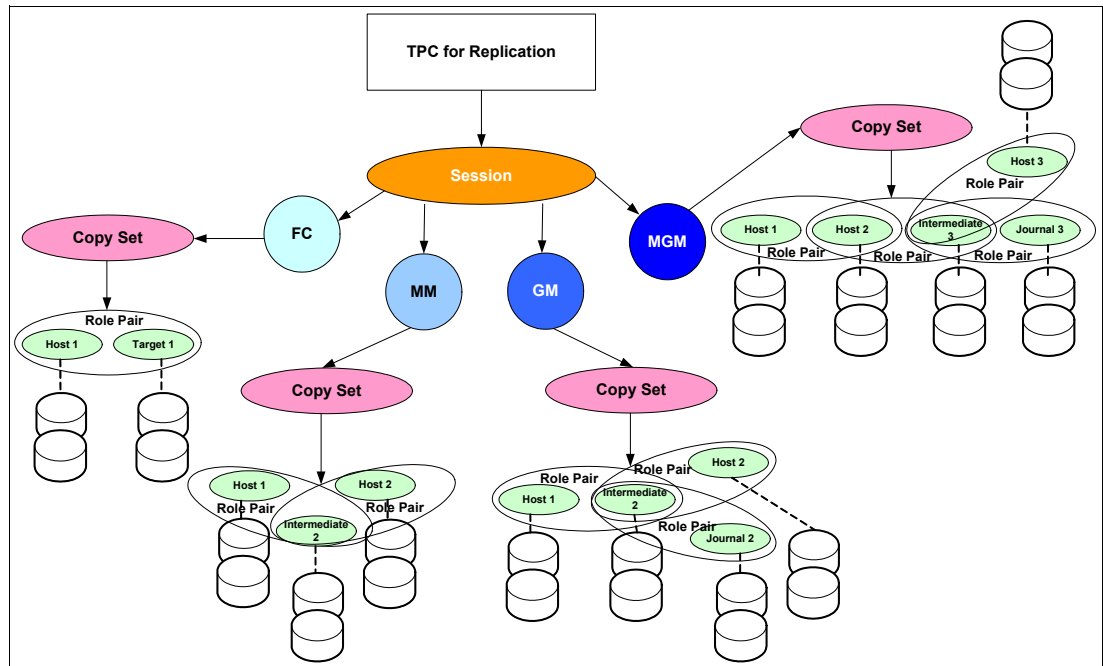 TPC for Replication
Session
FC
MM
GM
MGM
Copy Set
Role Pair
Host 1
Target 1
Copy Set
Host 1
Host 2
Role Pair
Role Pair
Intermediate
2
Copy Set
Host 2
Role Pair
Role Pair
Host 1
Intermediate
2
Role Pair
Journal 2
Copy Set
Host 3
Role Pair
Host 1
Host 2
Intermediate
3
Journal 3
Role Pair
Role Pair
Role Pair